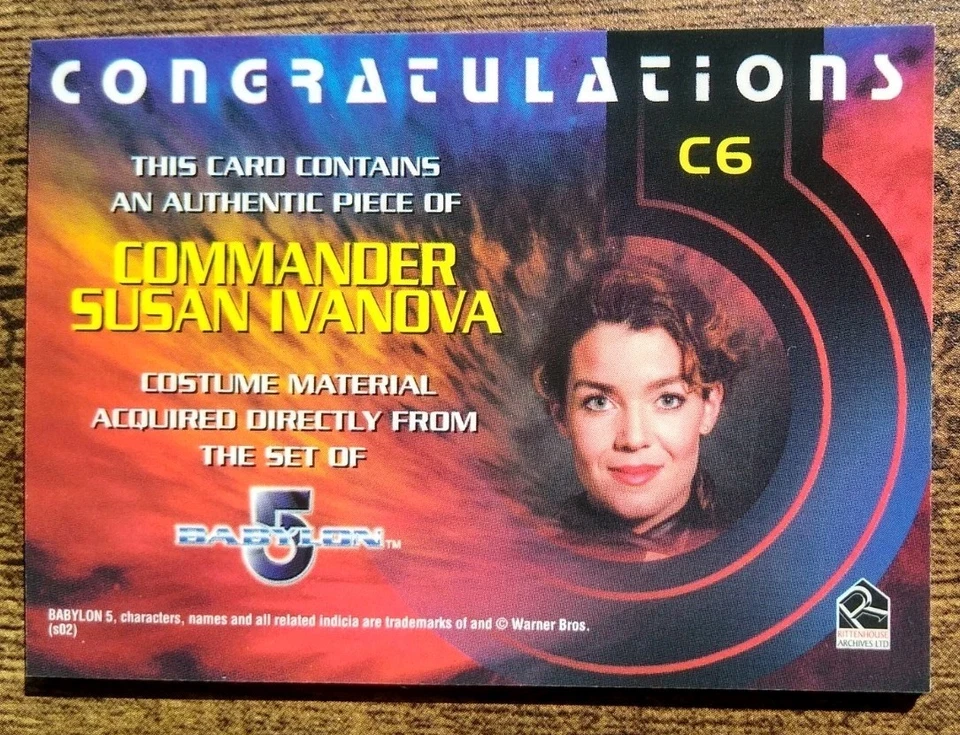 CONGRATULATIONS
C6
THIS CARD CONTAINS
AN AUTHENTIC PIECE OF
COMMANDER
SUSAN IVANOVA
COSTUME MATERIAL
ACQUIRED DIRECTLY FROM
THE SET OF
BABYLON 5 TM
BABYLON 5, characters, names and all related indicia are trademarks of and © Warner Bros.
(s02)
RITTENHOUSE
ARCHIVES LTD